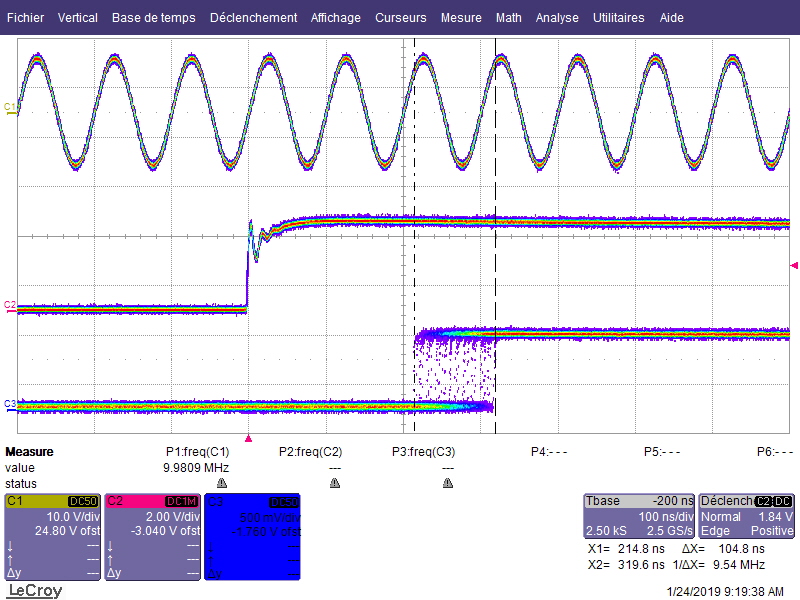 Fichier Vertical Base de temps Déclenchement Affichage Curseurs Mesure Math Analyse Utilitaires Aide
C1
C2
C3
Measure P1:freq(C1) P2:freq(C2) P3:freq(C3) P4:--- P5:--- P6:---
value 9.9809 MHz --- ---
status
C1 DC50 C2 DC1M C3 DC50 Tbase -200 ns Déclench C2 DC
10.0 V/div 2.00 V/div 500 mV/div 100 ns/div Normal 1.84 V
24.80 V ofst -3.040 V ofst -1.760 V ofst 2.50 kS 2.5 GS/s Edge Positive
↓ --- ↓ --- ↓ ---
↑ --- ↑ --- ↑ ---
Δy --- Δy --- Δy ---
X1= 214.8 ns ΔX= 104.8 ns
X2= 319.6 ns 1/ΔX= 9.54 MHz
LeCroy
1/24/2019 9:19:38 AM